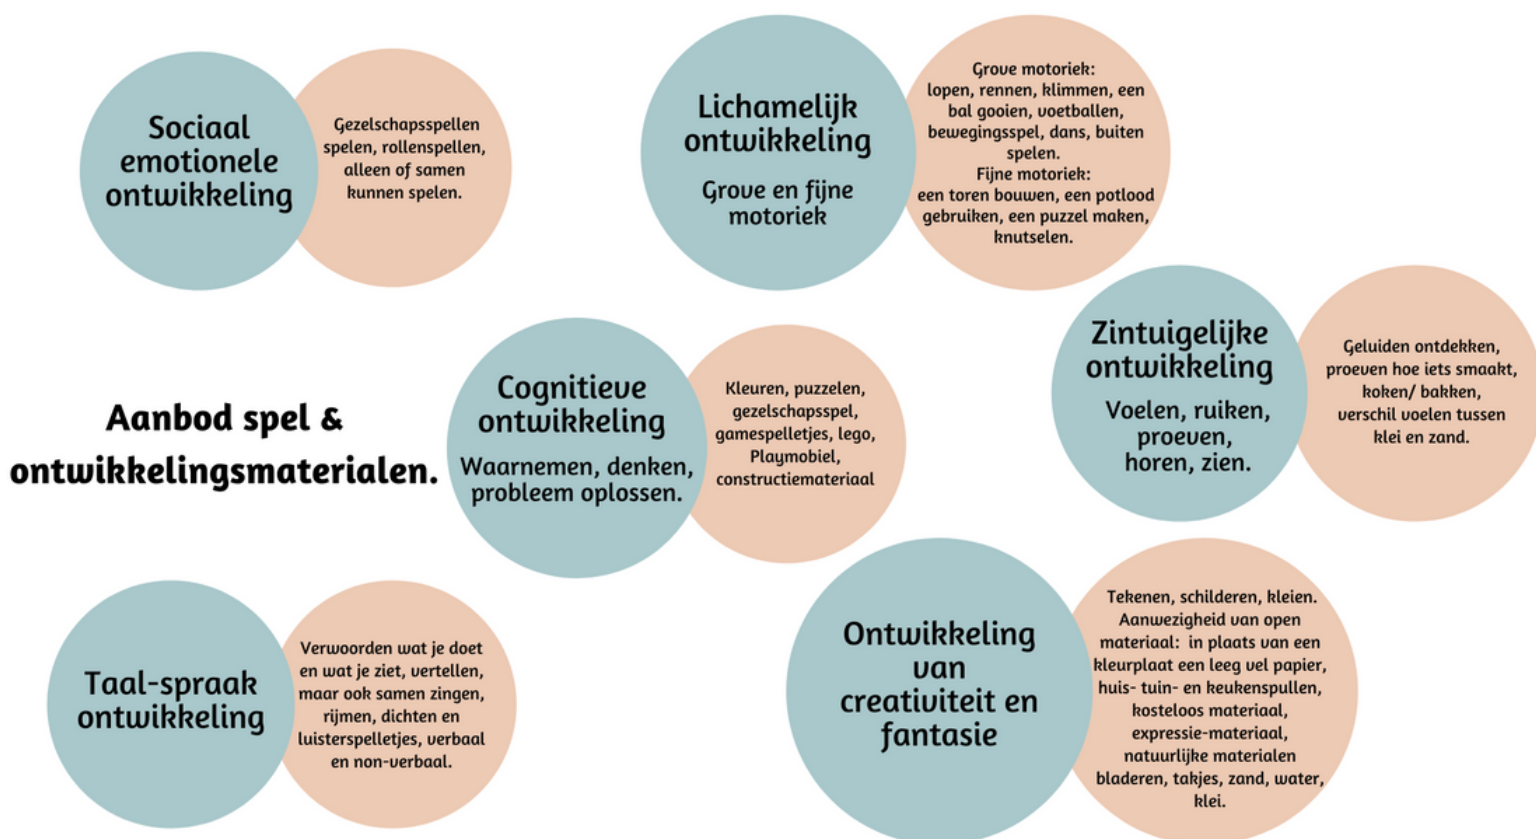 Sociaal
emotionele
ontwikkeling
Gezelschapsspellen
spelen, rollenspellen,
alleen of samen
kunnen spelen.
Lichamelijk
ontwikkeling
Grove en fijne
motoriek
Grove motoriek:
lopen, rennen, klimmen, een
bal gooien, voetballen,
bewegingsspel, dans, buiten
spelen.
Fijne motoriek:
een toren bouwen, een potlood
gebruiken, een puzzel maken,
knutselen.
Aanbod spel &
ontwikkelingsmaterialen.
Cognitieve
ontwikkeling
Waarnemen, denken,
probleem oplossen.
Kleuren, puzzelen,
gezelschapsspel,
gamespelletjes, lego,
Playmobiel,
constructiemateriaal
Zintuigelijke
ontwikkeling
Voelen, ruiken,
proeven,
horen, zien.
Geluiden ontdekken,
proeven hoe iets smaakt,
koken/ bakken,
verschil voelen tussen
klei en zand.
Taal-spraak
ontwikkeling
Verwoorden wat je doet
en wat je ziet, vertellen,
maar ook samen zingen,
rijmen, dichten en
luisterspelletjes, verbaal
en non-verbaal.
Ontwikkeling
van
creativiteit en
fantasie
Tekenen, schilderen, kleien.
Aanwezigheid van open
materiaal: in plaats van een
kleurplaat een leeg vel papier,
huis- tuin- en keukenspullen,
kosteloos materiaal,
expressie-materiaal,
natuurlijke materialen
bladeren, takjes, zand, water,
klei.